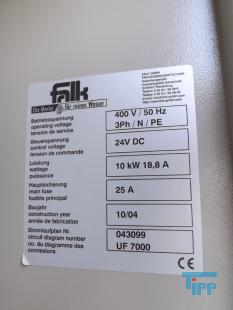 falk
Die Marke für reines Wasser
Betriebsspannung
operating voltage
tension de service
400 V / 50 Hz
3Ph / N / PE
Steuerspannung
control voltage
tension de commande
24V DC
Leistung
wattage
puissance
10 kW 18,8 A
Hauptsicherung
main fuse
fusible principal
25 A
Baujahr
construction year
année de fabrication
10/04
Stromlaufplan Nr.
circuit diagram number
no. du diagramme des
connexions
043099
UF 7000
CE
TIPP